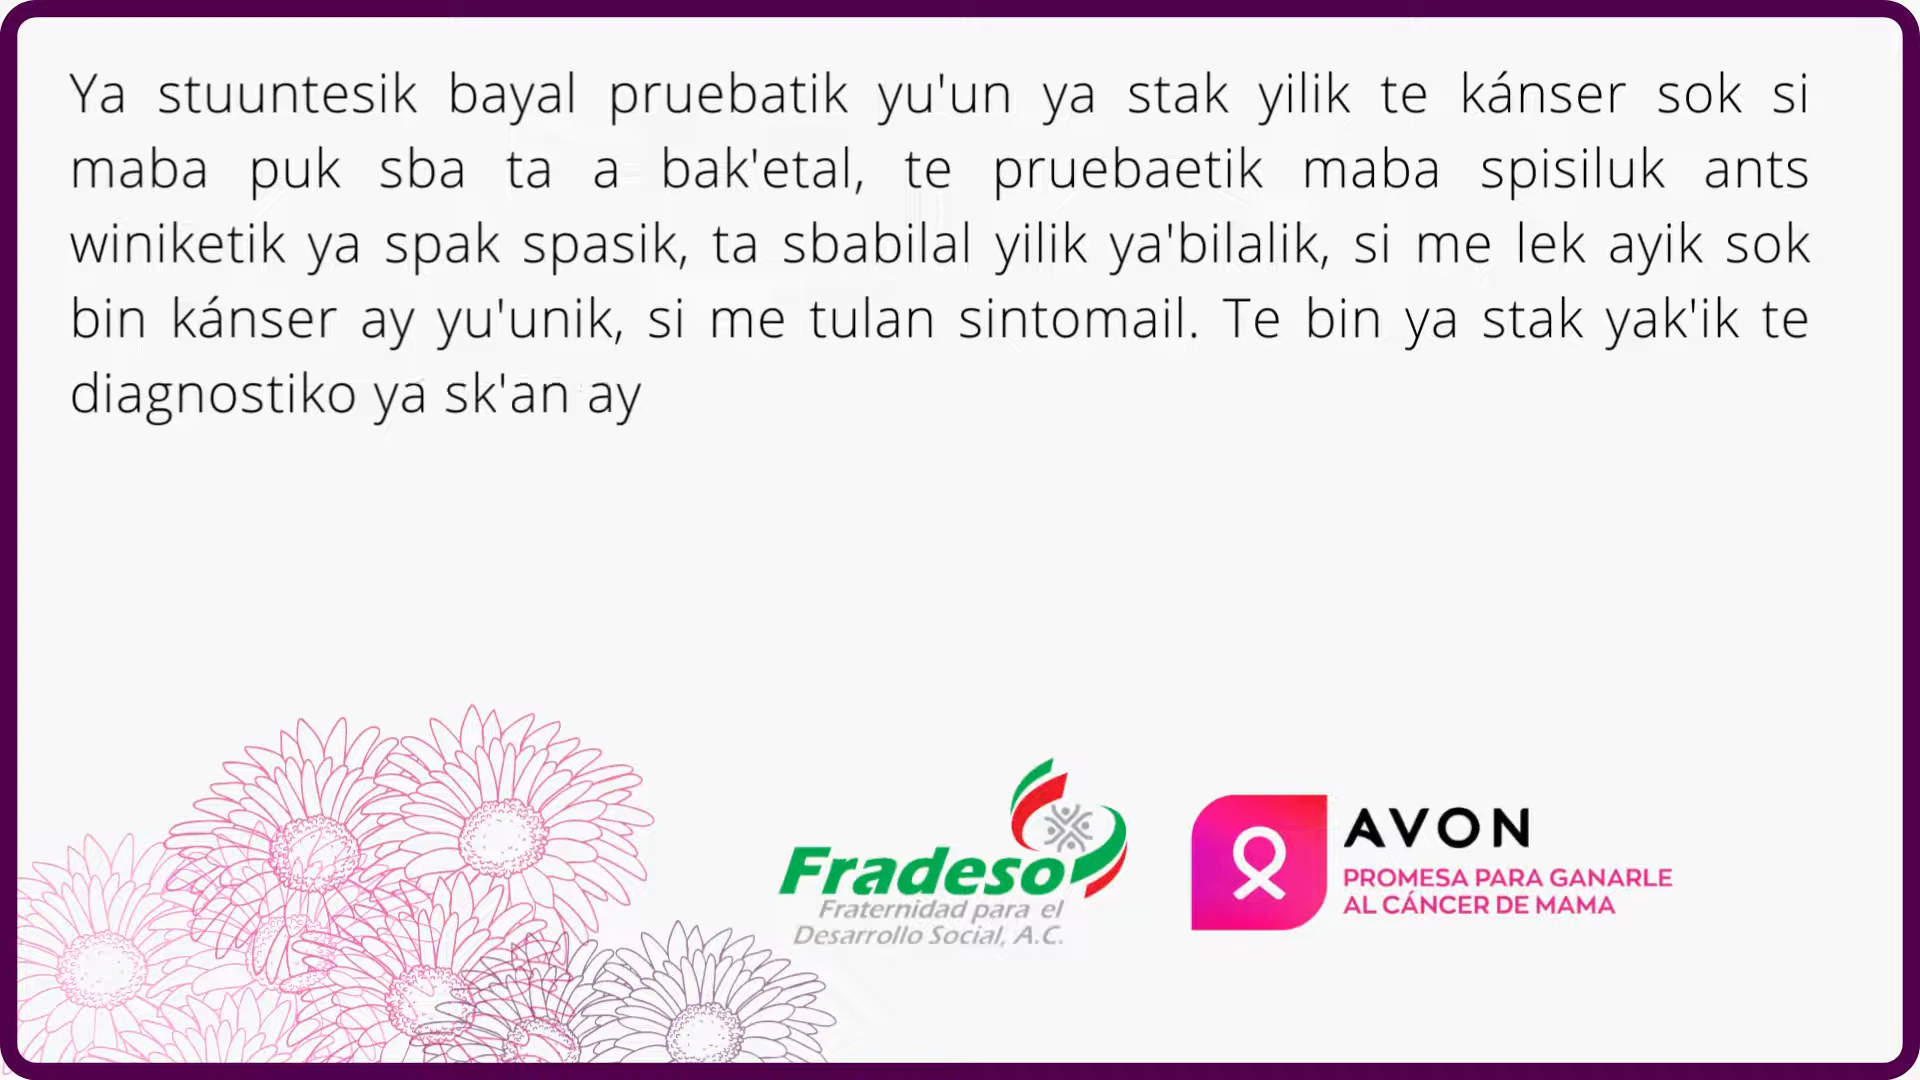 Ya stuuntesik bayal pruebatik yu'un ya stak yilik te kánser sok si
maba puk sba ta a bak'etal, te pruebaetik maba spisiluk ants
winiketik ya spak spasik, ta sbabilal yilik ya'bilalik, si me lek ayik sok
bin kánser ay yu'unik, si me tulan sintomail. Te bin ya stak yak'ik te
diagnostiko ya sk'an ay
Fradeso
Fraternidad para el
Desarrollo Social, A.C.
AVON
PROMESA PARA GANARLE
AL CÁNCER DE MAMA